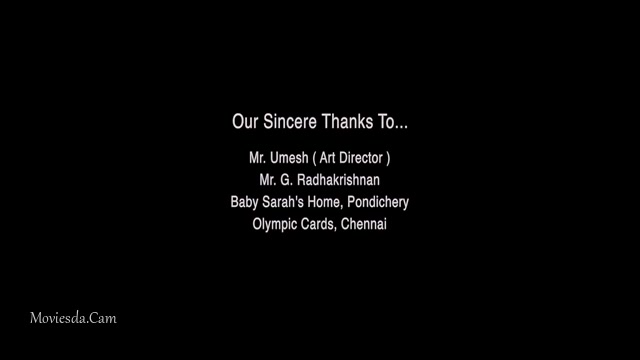 Our Sincere Thanks To...
Mr. Umesh ( Art Director )
Mr. G. Radhakrishnan
Baby Sarah's Home, Pondichery
Olympic Cards, Chennai
Moviesda.Cam